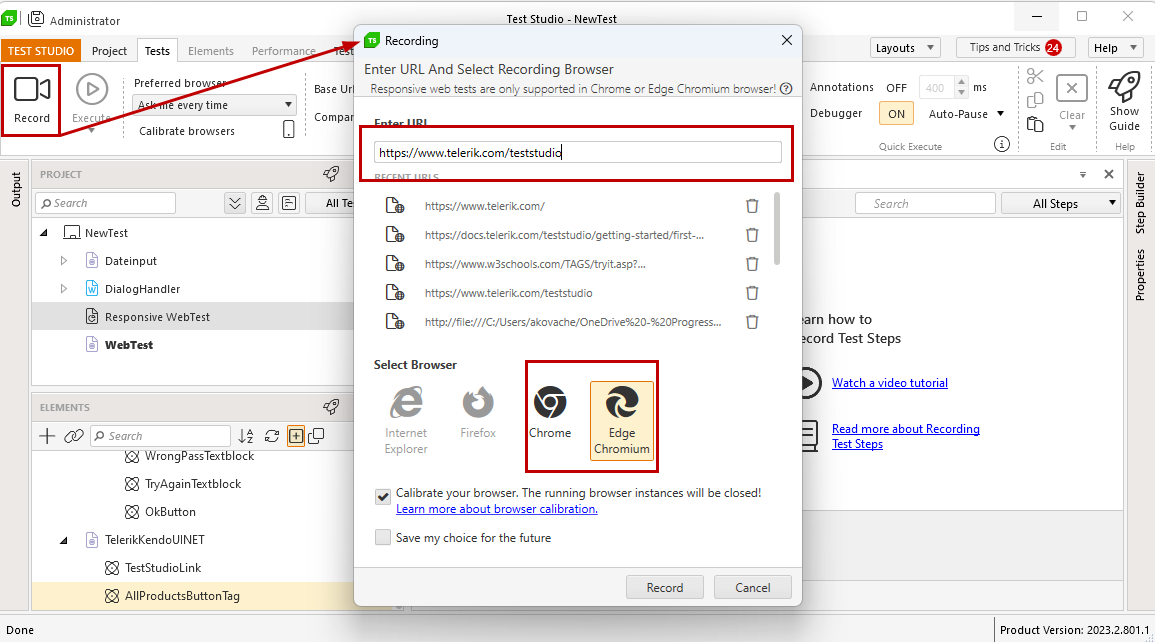 TS
Administrator
Test Studio - NewTest
TEST STUDIO
Project
Tests
Elements
Performance
Test
Layouts
Tips and Tricks 24
Help
Record
Execute
Preferred browser
Ask me every time
Calibrate browsers
Base Url
Compar
Annotations OFF 400 ms
Debugger ON Auto-Pause
Quick Execute
Clear
Edit
Show
Guide
Help
Output
PROJECT
Search
All Te
NewTest
Dateinput
DialogHandler
Responsive WebTest
WebTest
ELEMENTS
Search
WrongPassTextblock
TryAgainTextblock
OkButton
TelerikKendoUINET
TestStudioLink
AllProductsButtonTag
TS Recording
Enter URL And Select Recording Browser
Responsive web tests are only supported in Chrome or Edge Chromium browser!
Enter URL
https://www.telerik.com/teststudio
RECENT URLS
https://www.telerik.com/
https://docs.telerik.com/teststudio/getting-started/first-...
https://www.w3schools.com/TAGS/tryit.asp?...
https://www.telerik.com/teststudio
http://file:///C:/Users/akovache/OneDrive%20-%20Progress...
Select Browser
Internet
Explorer
Firefox
Chrome
Edge
Chromium
Calibrate your browser. The running browser instances will be closed!
Learn more about browser calibration.
Save my choice for the future
Record
Cancel
Search
All Steps
earn how to
ecord Test Steps
Watch a video tutorial
Read more about Recording
Test Steps
Step Builder
Properties
Done
Product Version: 2023.2.801.1